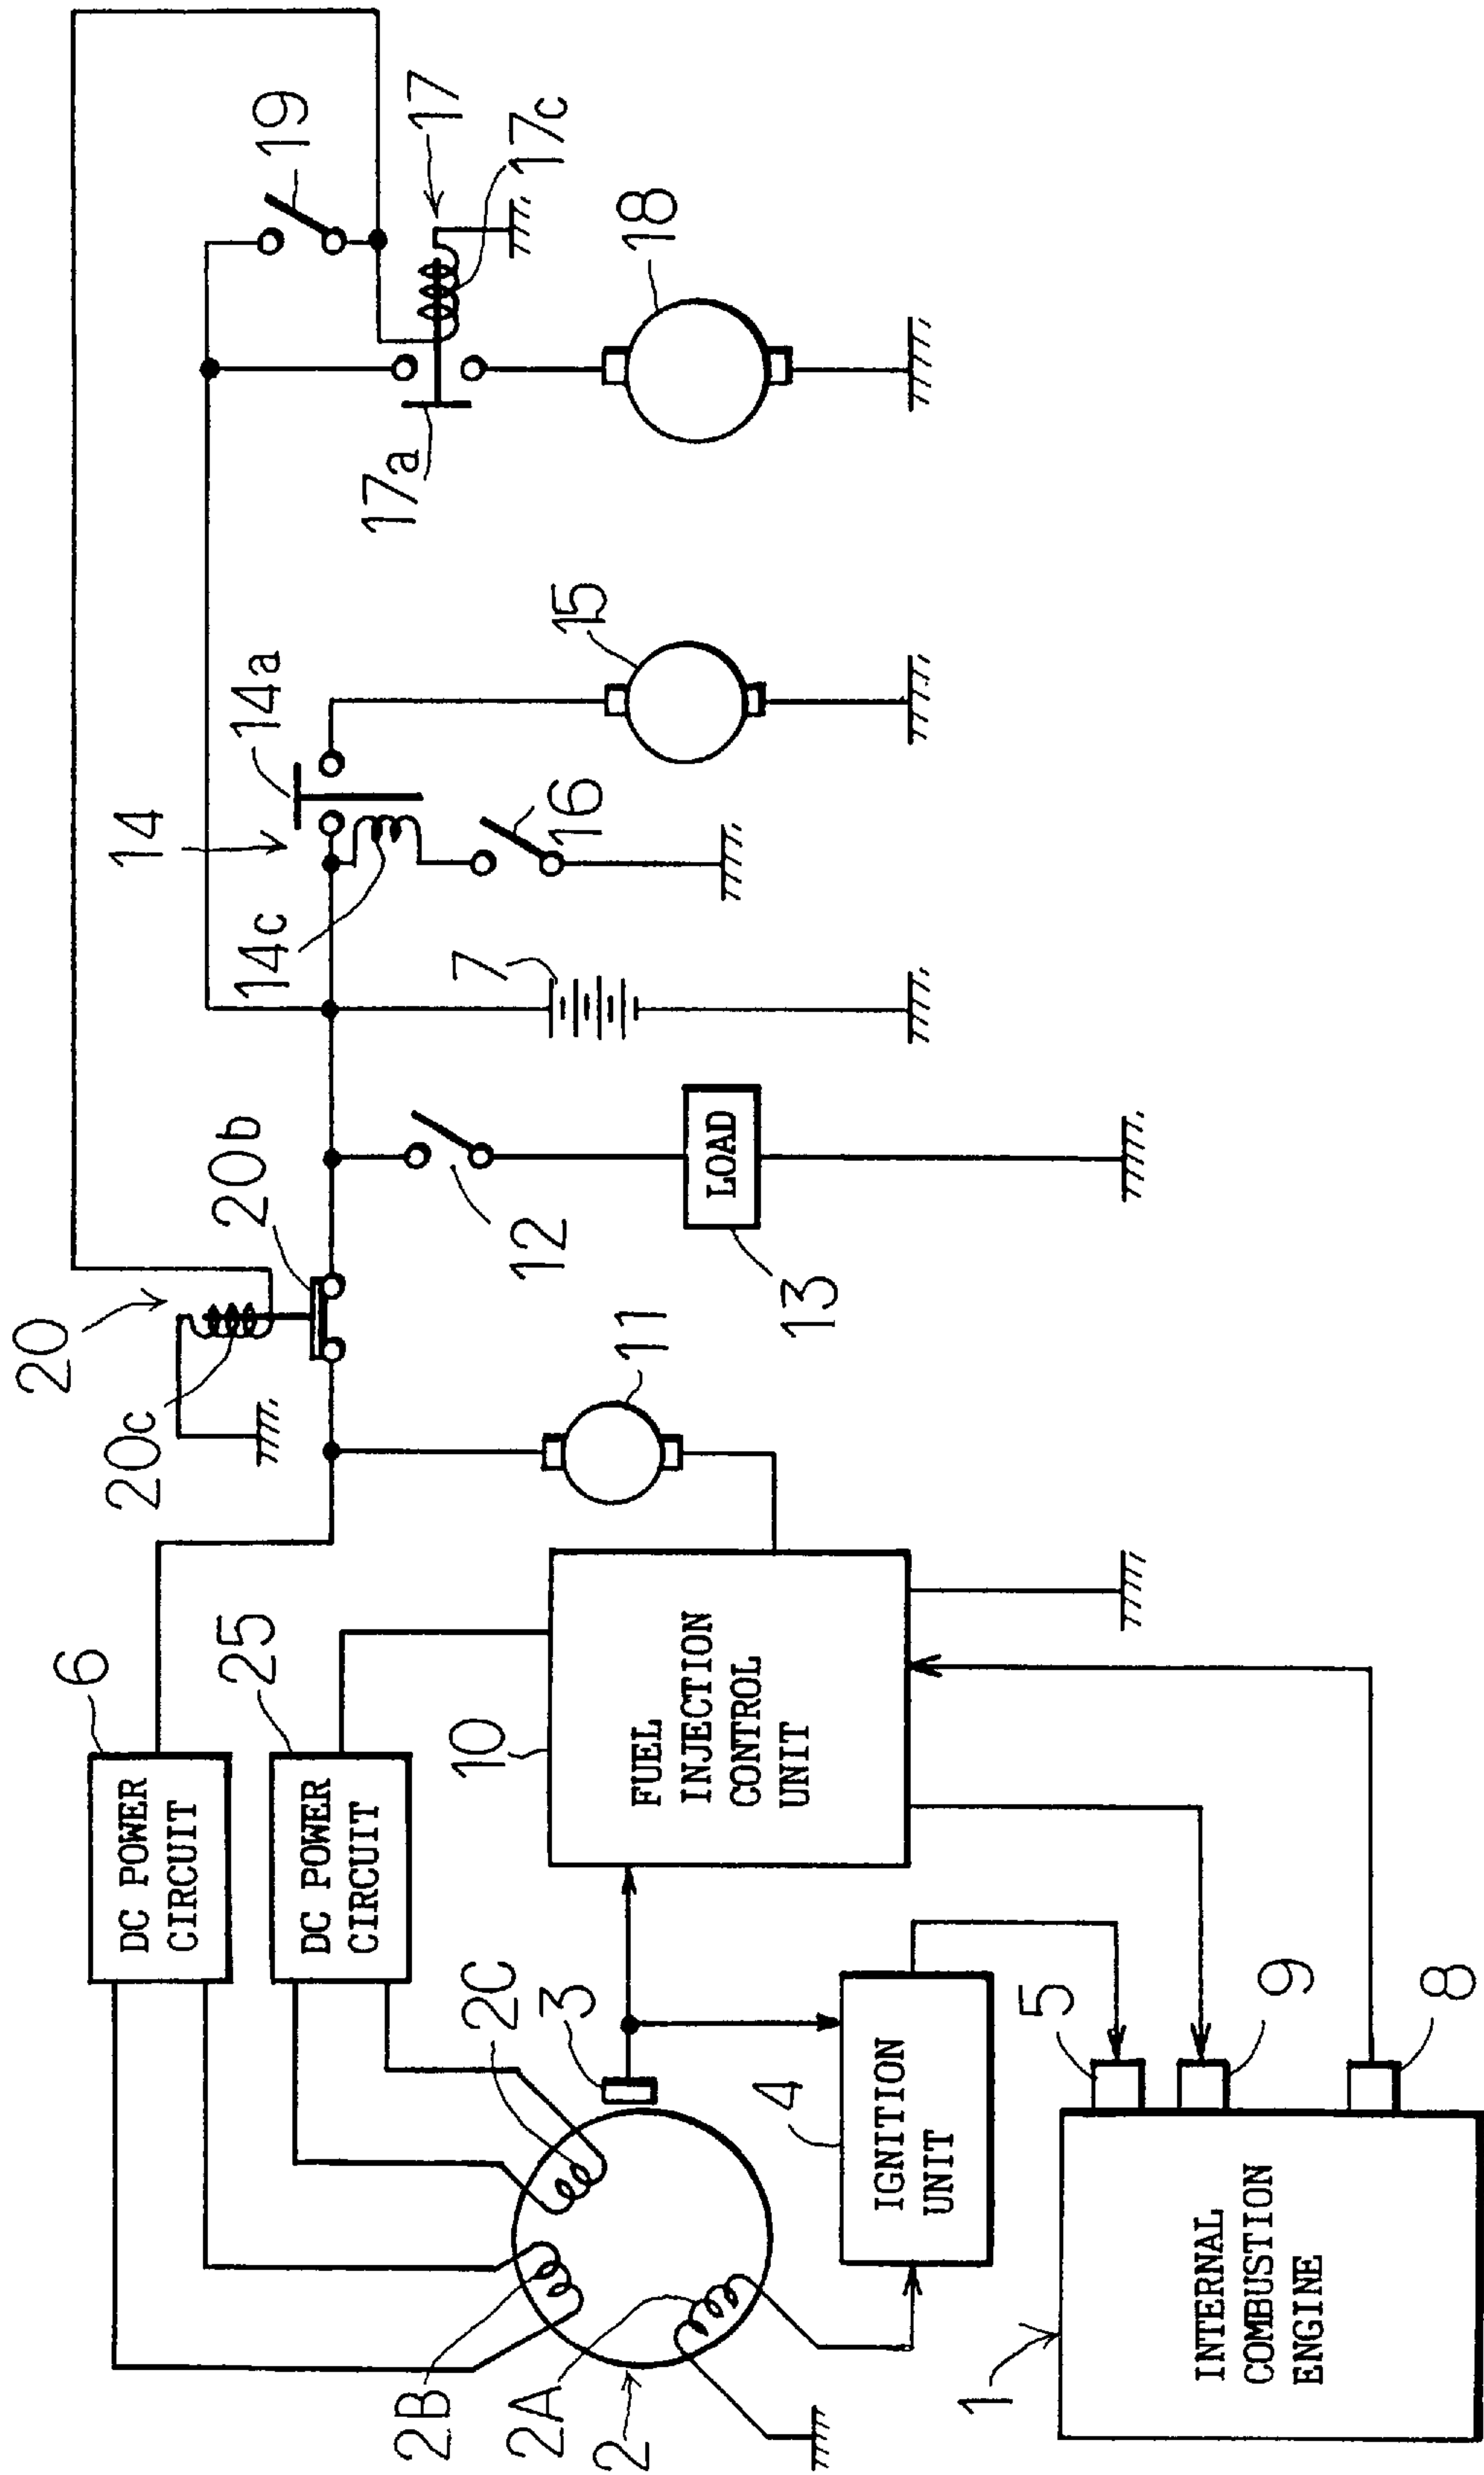 20
6
DC POWER
CIRCUIT
20c
14
20b
25
14a
14c
19
DC POWER
CIRCUIT
17a
17
2B
10
7
2C
12
2A
17c
3
16
15
2
11
18
FUEL
INJECTION
CONTROL
UNIT
LOAD
4
13
IGNITION
UNIT
1
5
INTERNAL
COMBUSTION
ENGINE
9
8